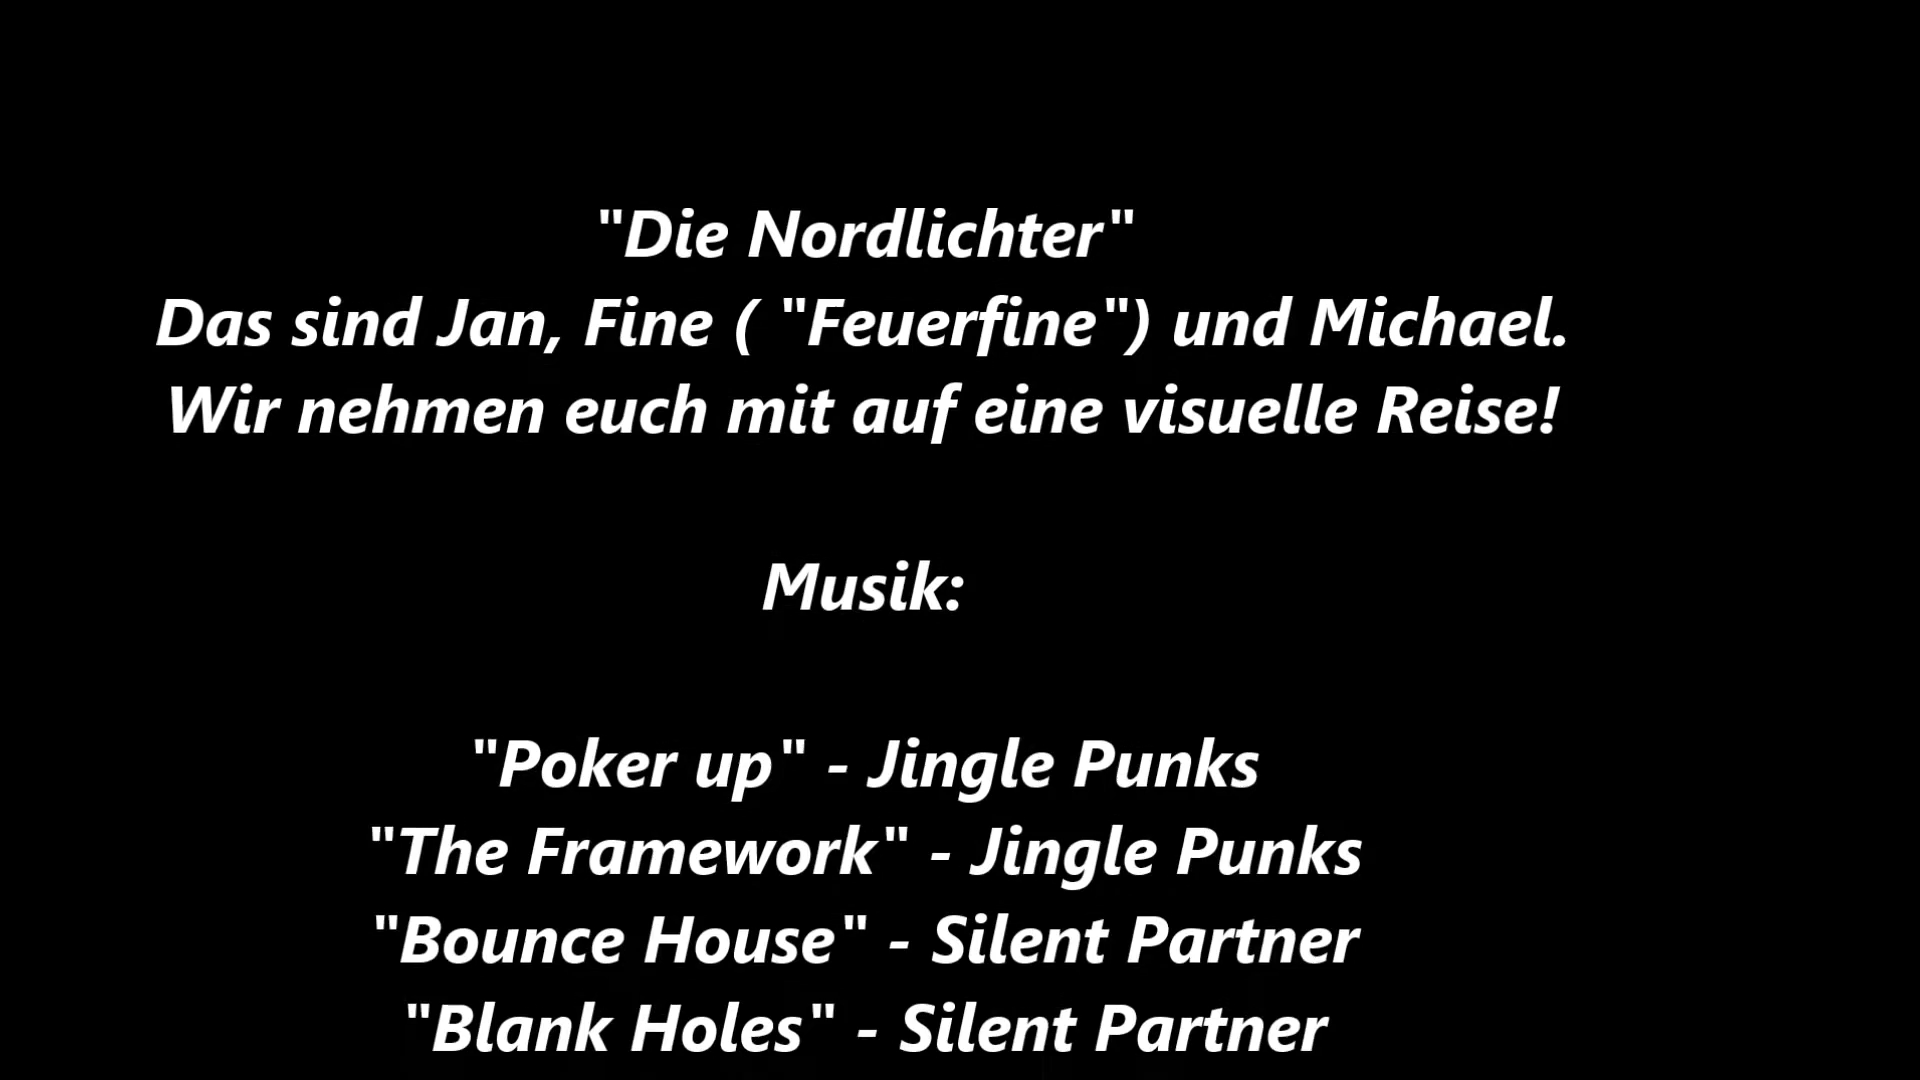 "Die Nordlichter"
Das sind Jan, Fine ( "Feuerfine") und Michael.
Wir nehmen euch mit auf eine visuelle Reise!
Musik:
"Poker up" - Jingle Punks
"The Framework" - Jingle Punks
"Bounce House" - Silent Partner
"Blank Holes" - Silent Partner